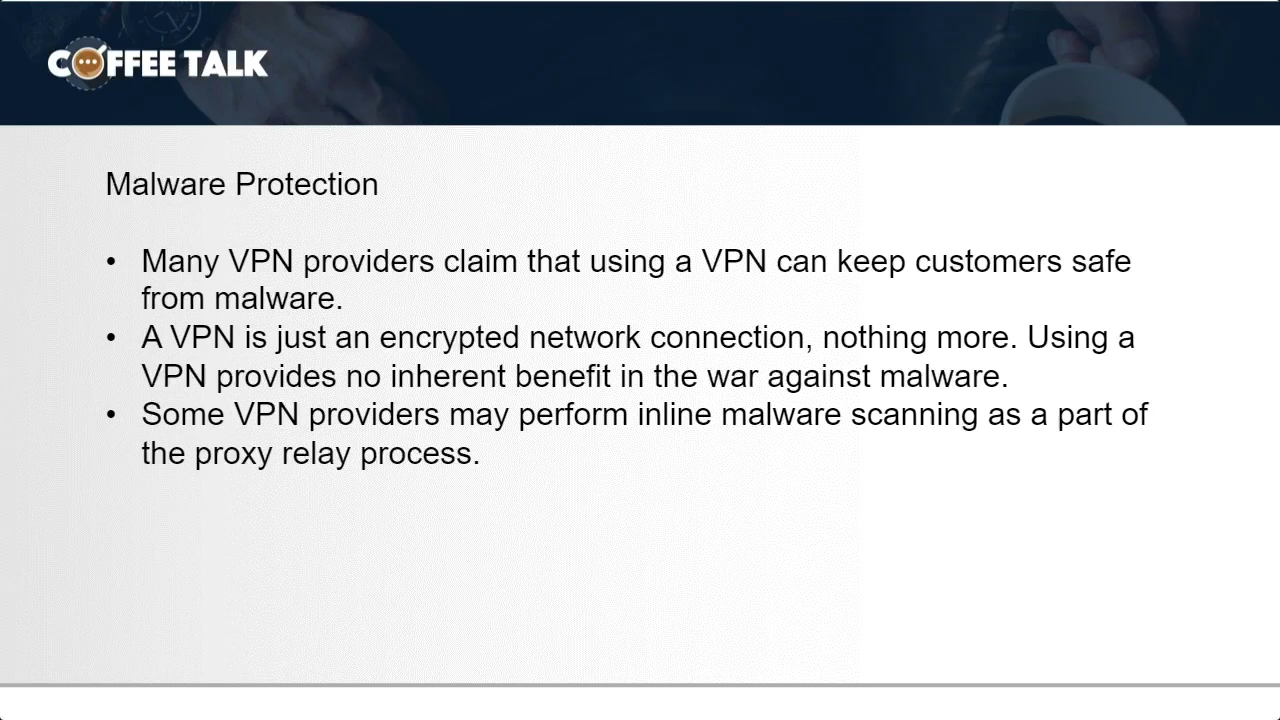 COFFEE TALK
Malware Protection
• Many VPN providers claim that using a VPN can keep customers safe
from malware.
• A VPN is just an encrypted network connection, nothing more. Using a
VPN provides no inherent benefit in the war against malware.
• Some VPN providers may perform inline malware scanning as a part of
the proxy relay process.